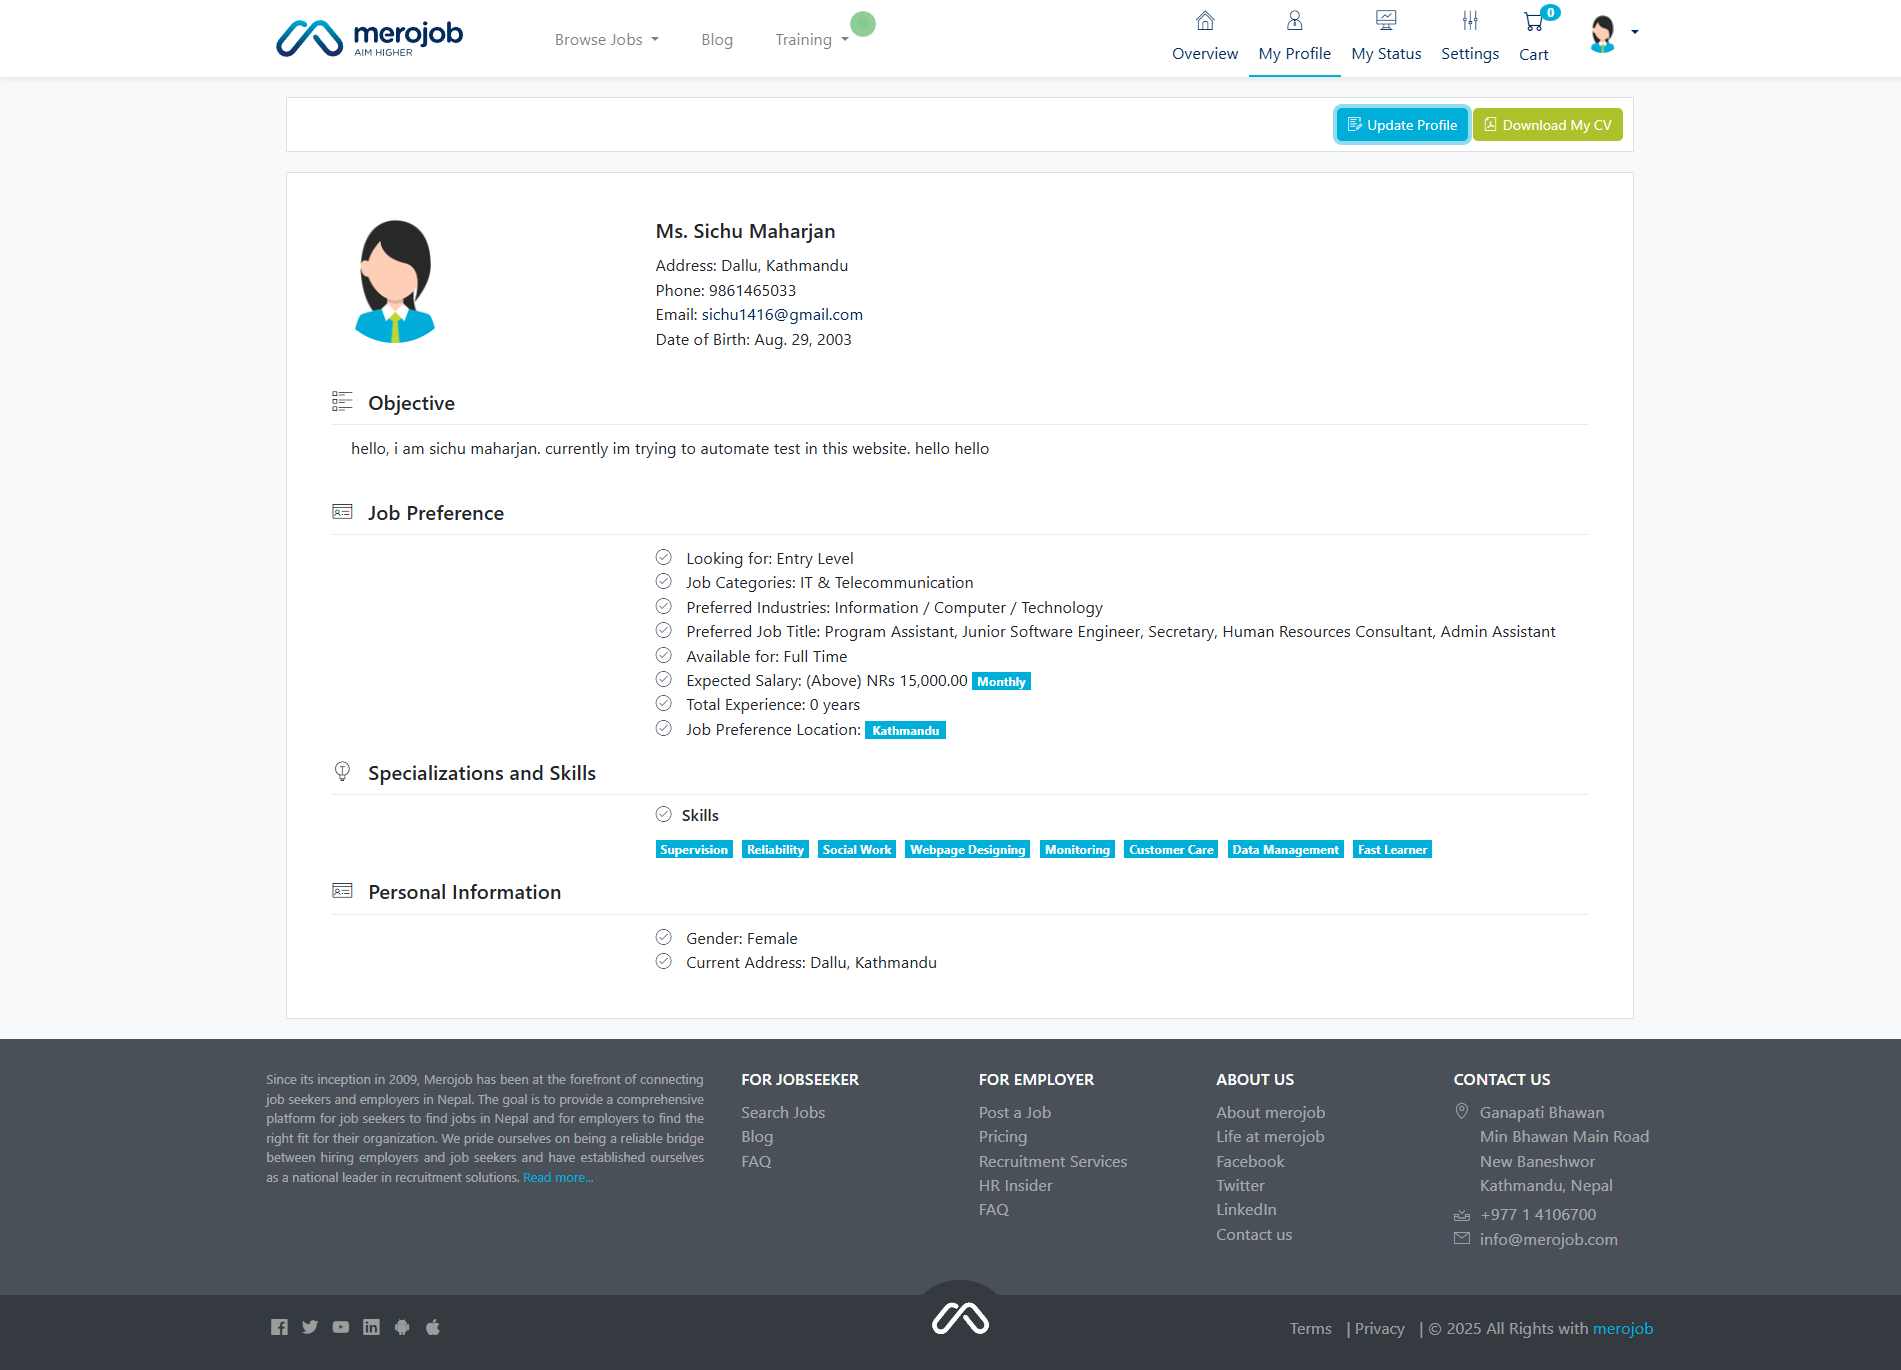 merojob
AIM HIGHER
Browse Jobs
Blog
Training
Overview
My Profile
My Status
Settings
0
Cart
Update Profile
Download My CV
Ms. Sichu Maharjan
Address: Dallu, Kathmandu
Phone: 9861465033
Email: sichu1416@gmail.com
Date of Birth: Aug. 29, 2003
Objective
hello, i am sichu maharjan. currently im trying to automate test in this website. hello hello
Job Preference
Looking for: Entry Level
Job Categories: IT & Telecommunication
Preferred Industries: Information / Computer / Technology
Preferred Job Title: Program Assistant, Junior Software Engineer, Secretary, Human Resources Consultant, Admin Assistant
Available for: Full Time
Expected Salary: (Above) NRs 15,000.00 Monthly
Total Experience: 0 years
Job Preference Location: Kathmandu
Specializations and Skills
Skills
Supervision Reliability Social Work Webpage Designing Monitoring Customer Care Data Management Fast Learner
Personal Information
Gender: Female
Current Address: Dallu, Kathmandu
Since its inception in 2009, Merojob has been at the forefront of connecting
job seekers and employers in Nepal. The goal is to provide a comprehensive
platform for job seekers to find jobs in Nepal and for employers to find the
right fit for their organization. We pride ourselves on being a reliable bridge
between hiring employers and job seekers and have established ourselves
as a national leader in recruitment solutions. Read more...
FOR JOBSEEKER
Search Jobs
Blog
FAQ
FOR EMPLOYER
Post a Job
Pricing
Recruitment Services
HR Insider
FAQ
ABOUT US
About merojob
Life at merojob
Facebook
Twitter
LinkedIn
Contact us
CONTACT US
Ganapati Bhawan
Min Bhawan Main Road
New Baneshwor
Kathmandu, Nepal
+977 1 4106700
info@merojob.com
Terms | Privacy | © 2025 All Rights with merojob